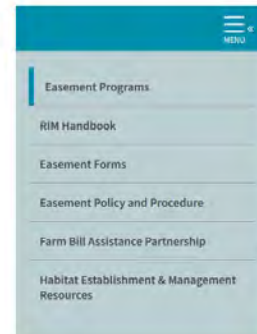 «
MENU
Easement Programs
RIM Handbook
Easement Forms
Easement Policy and Procedure
Farm Bill Assistance Partnership
Habitat Establishment & Management
Resources